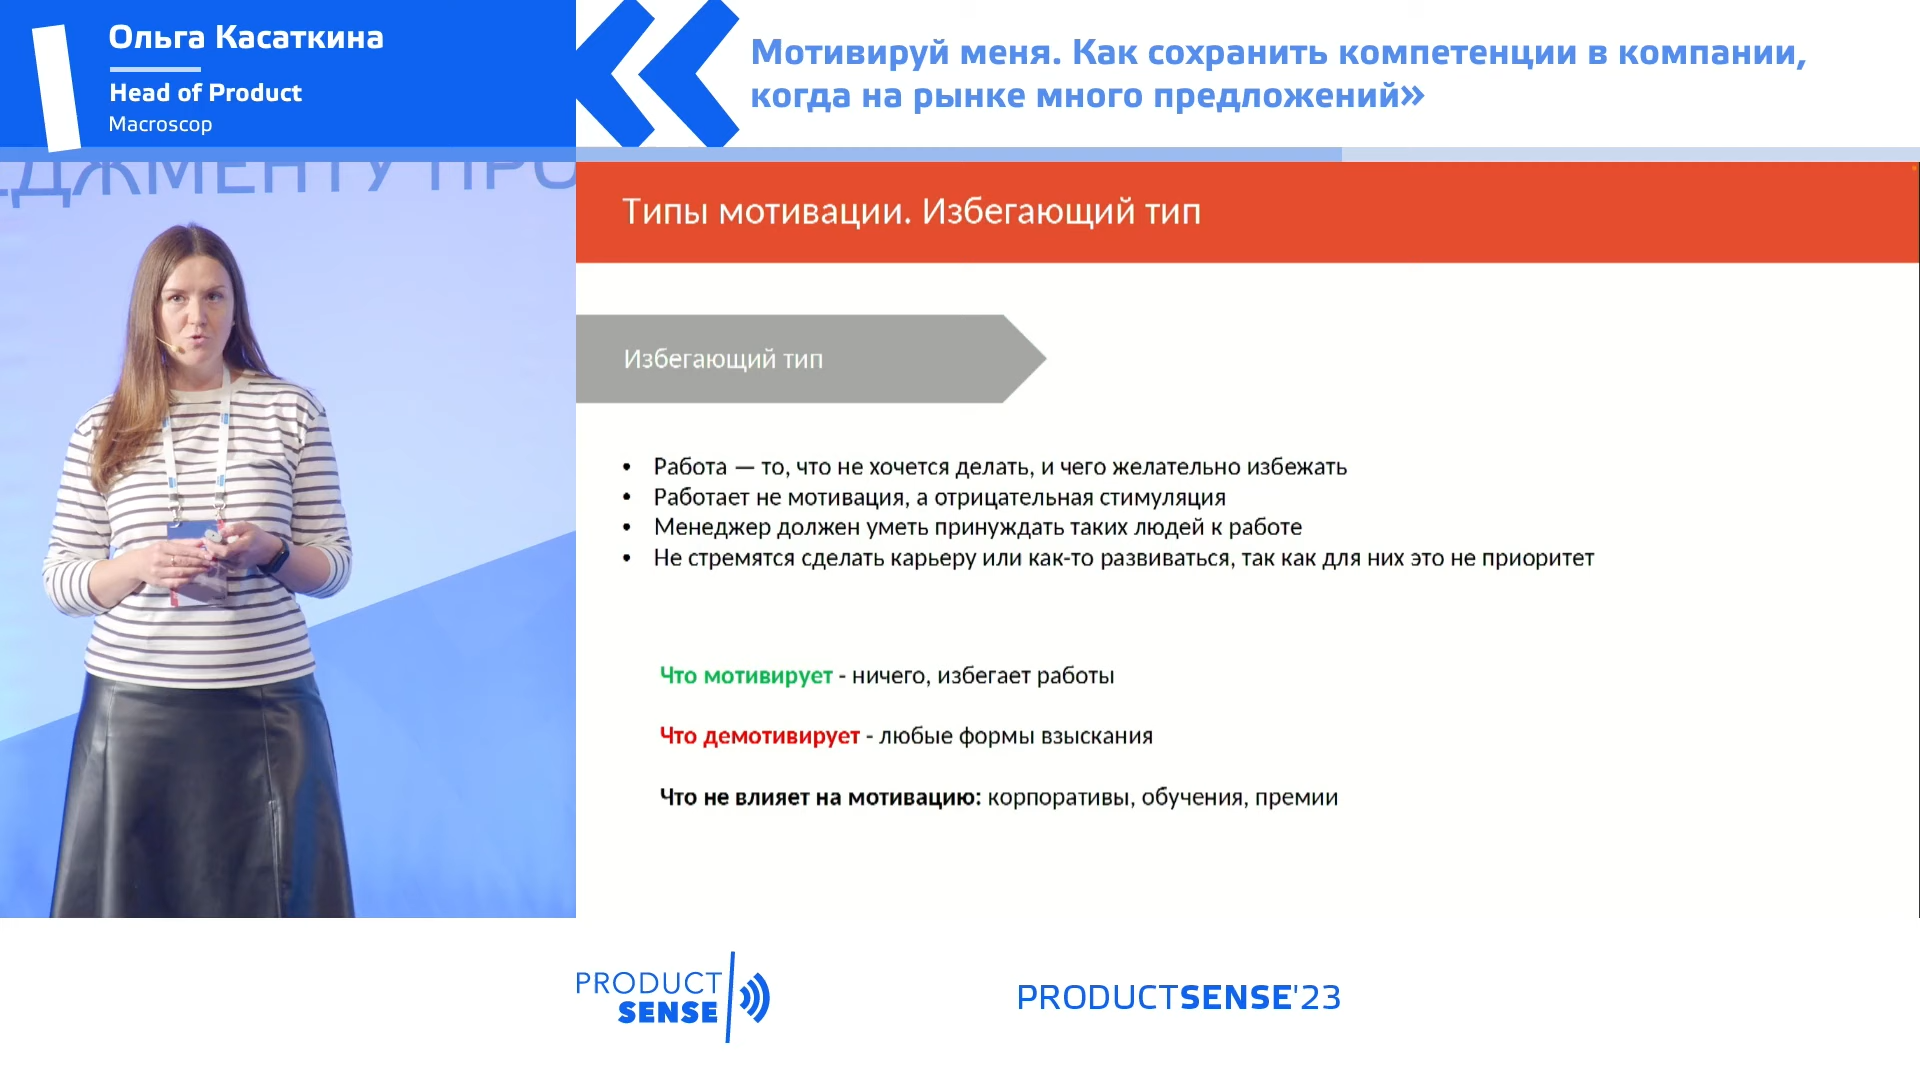 Ольга Касаткина
Head of Product
Macroscop
Мотивируй меня. Как сохранить компетенции в компании,
когда на рынке много предложений»
ЕДЖМЕНТУ ПРО
Типы мотивации. Избегающий тип
Избегающий тип
• Работа — то, что не хочется делать, и чего желательно избежать
• Работает не мотивация, а отрицательная стимуляция
• Менеджер должен уметь принуждать таких людей к работе
• Не стремятся сделать карьеру или как-то развиваться, так как для них это не приоритет
Что мотивирует - ничего, избегает работы
Что демотивирует - любые формы взыскания
Что не влияет на мотивацию: корпоративы, обучения, премии
PRODUCT
SENSE
PRODUCTSENSE'23